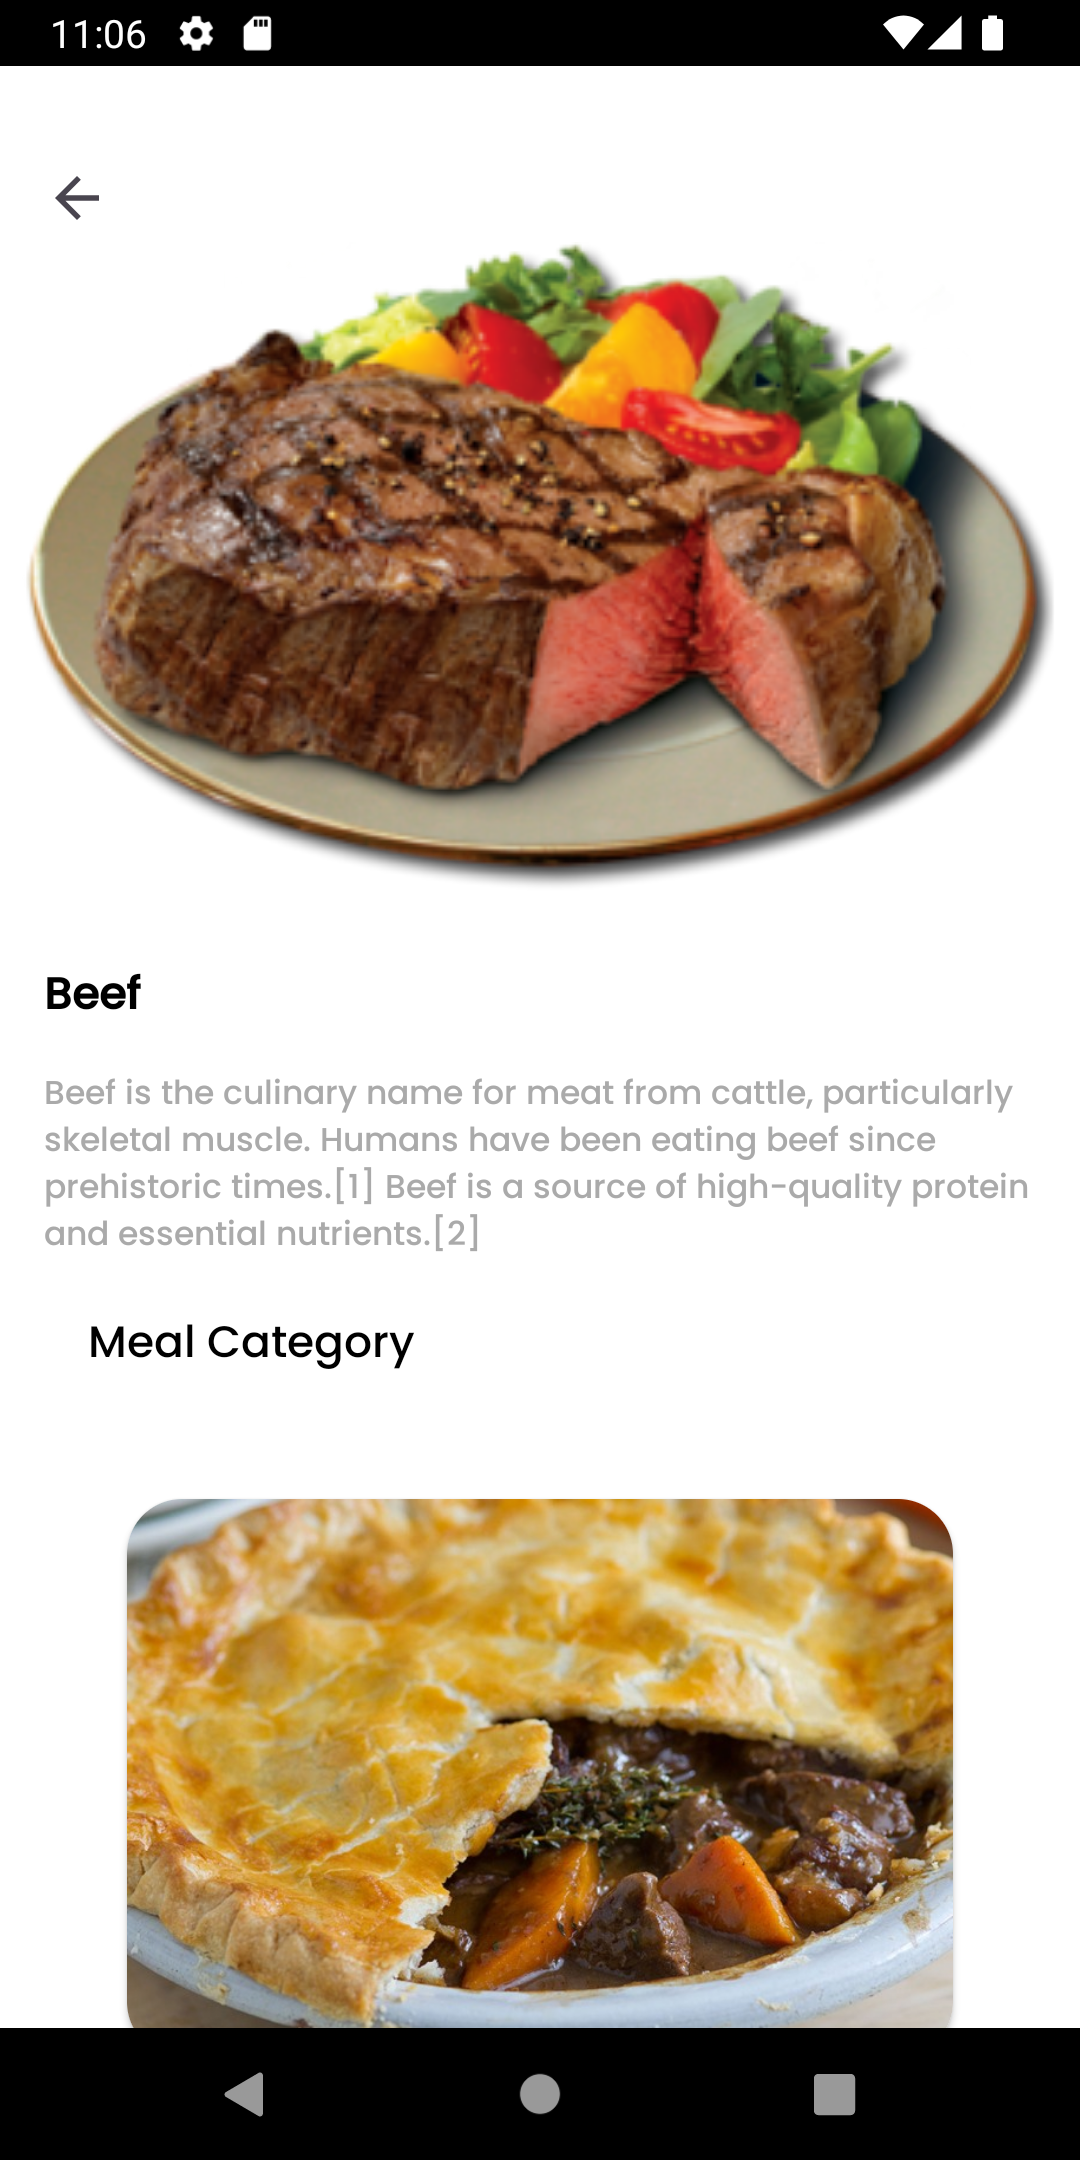 11:06
Beef
Beef is the culinary name for meat from cattle, particularly
skeletal muscle. Humans have been eating beef since
prehistoric times.[1] Beef is a source of high-quality protein
and essential nutrients.[2]
Meal Category